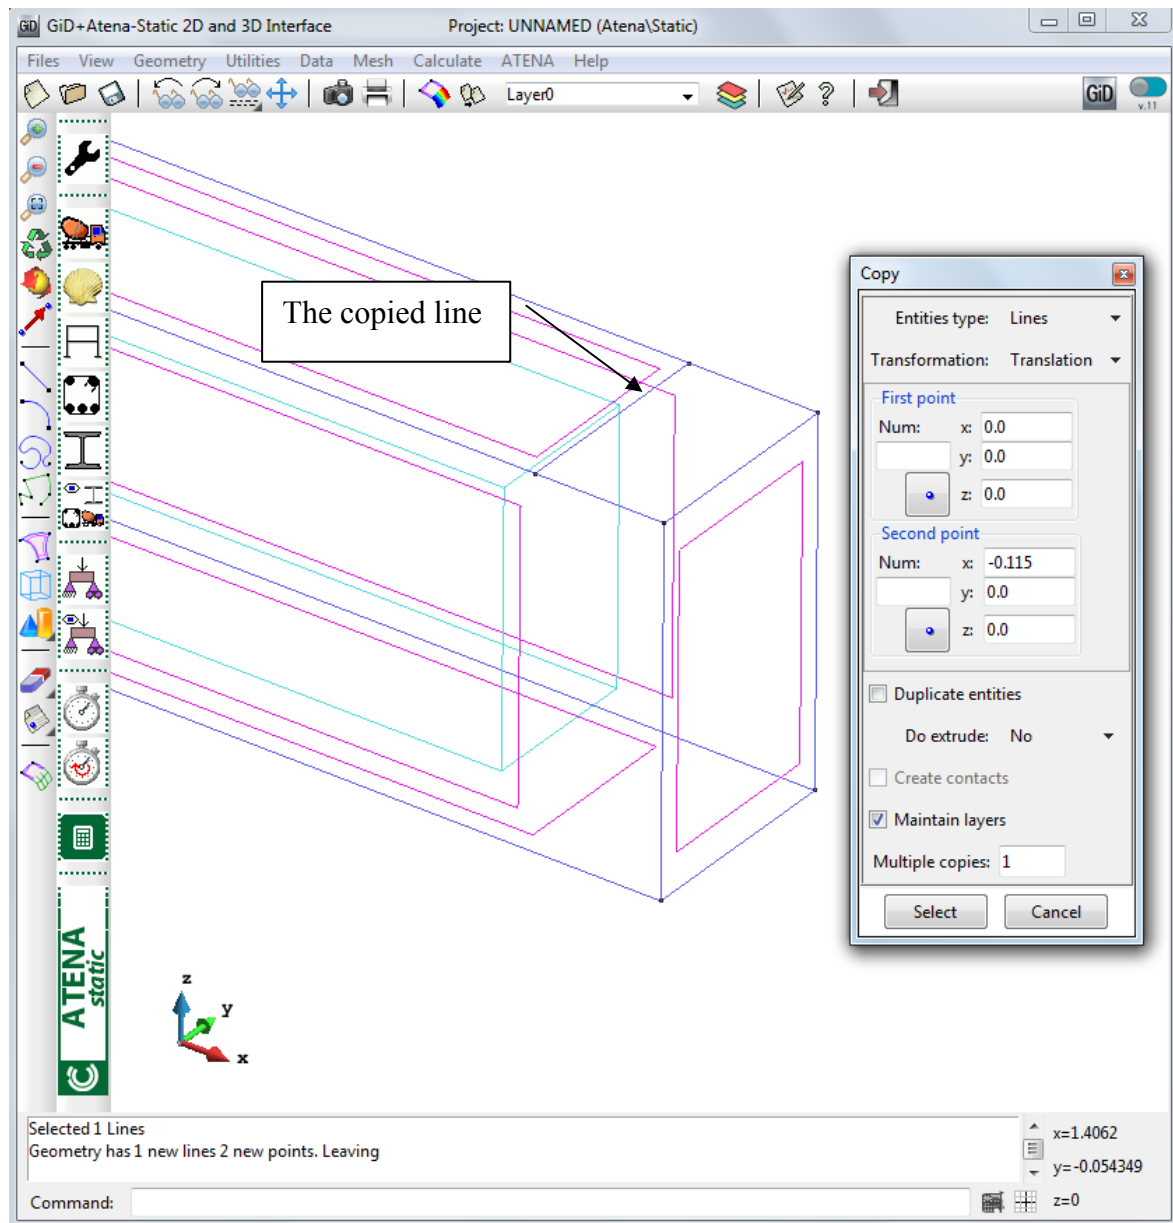 GiD GiD+Atena-Static 2D and 3D Interface Project: UNNAMED (Atena\Static)
Files View Geometry Utilities Data Mesh Calculate ATENA Help
Layer0 GiD
v.11
The copied line
Copy
Entities type: Lines
Transformation: Translation
First point
Num: x: 0.0
y: 0.0
z: 0.0
Second point
Num: x: -0.115
y: 0.0
z: 0.0
Duplicate entities
Do extrude: No
Create contacts
Maintain layers
Multiple copies: 1
Select Cancel
ATENA
static
z
y
x
Selected 1 Lines
Geometry has 1 new lines 2 new points. Leaving
Command:
x=1.4062
y=-0.054349
z=0